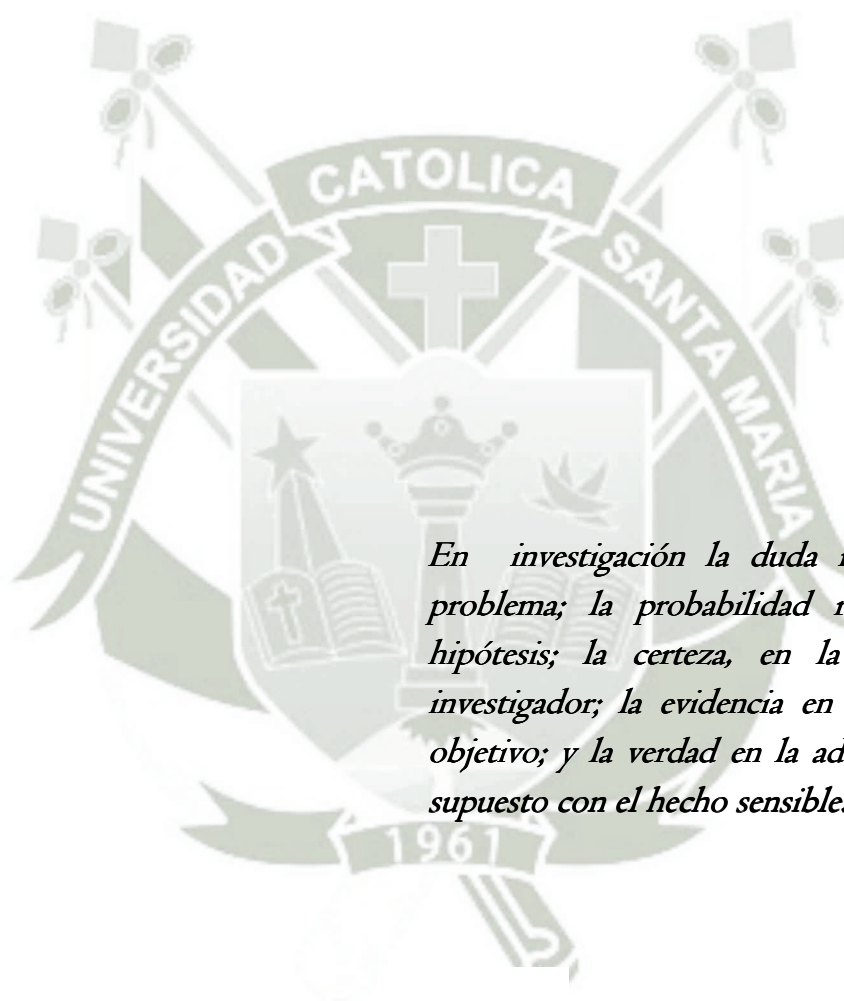 CATOLICA
UNIVERSIDAD
SANTA MARIA
En investigación la duda
problema; la probabilidad
hipótesis; la certeza, en la
investigador; la evidencia en
objetivo; y la verdad en la ad
supuesto con el hecho sensible
1961